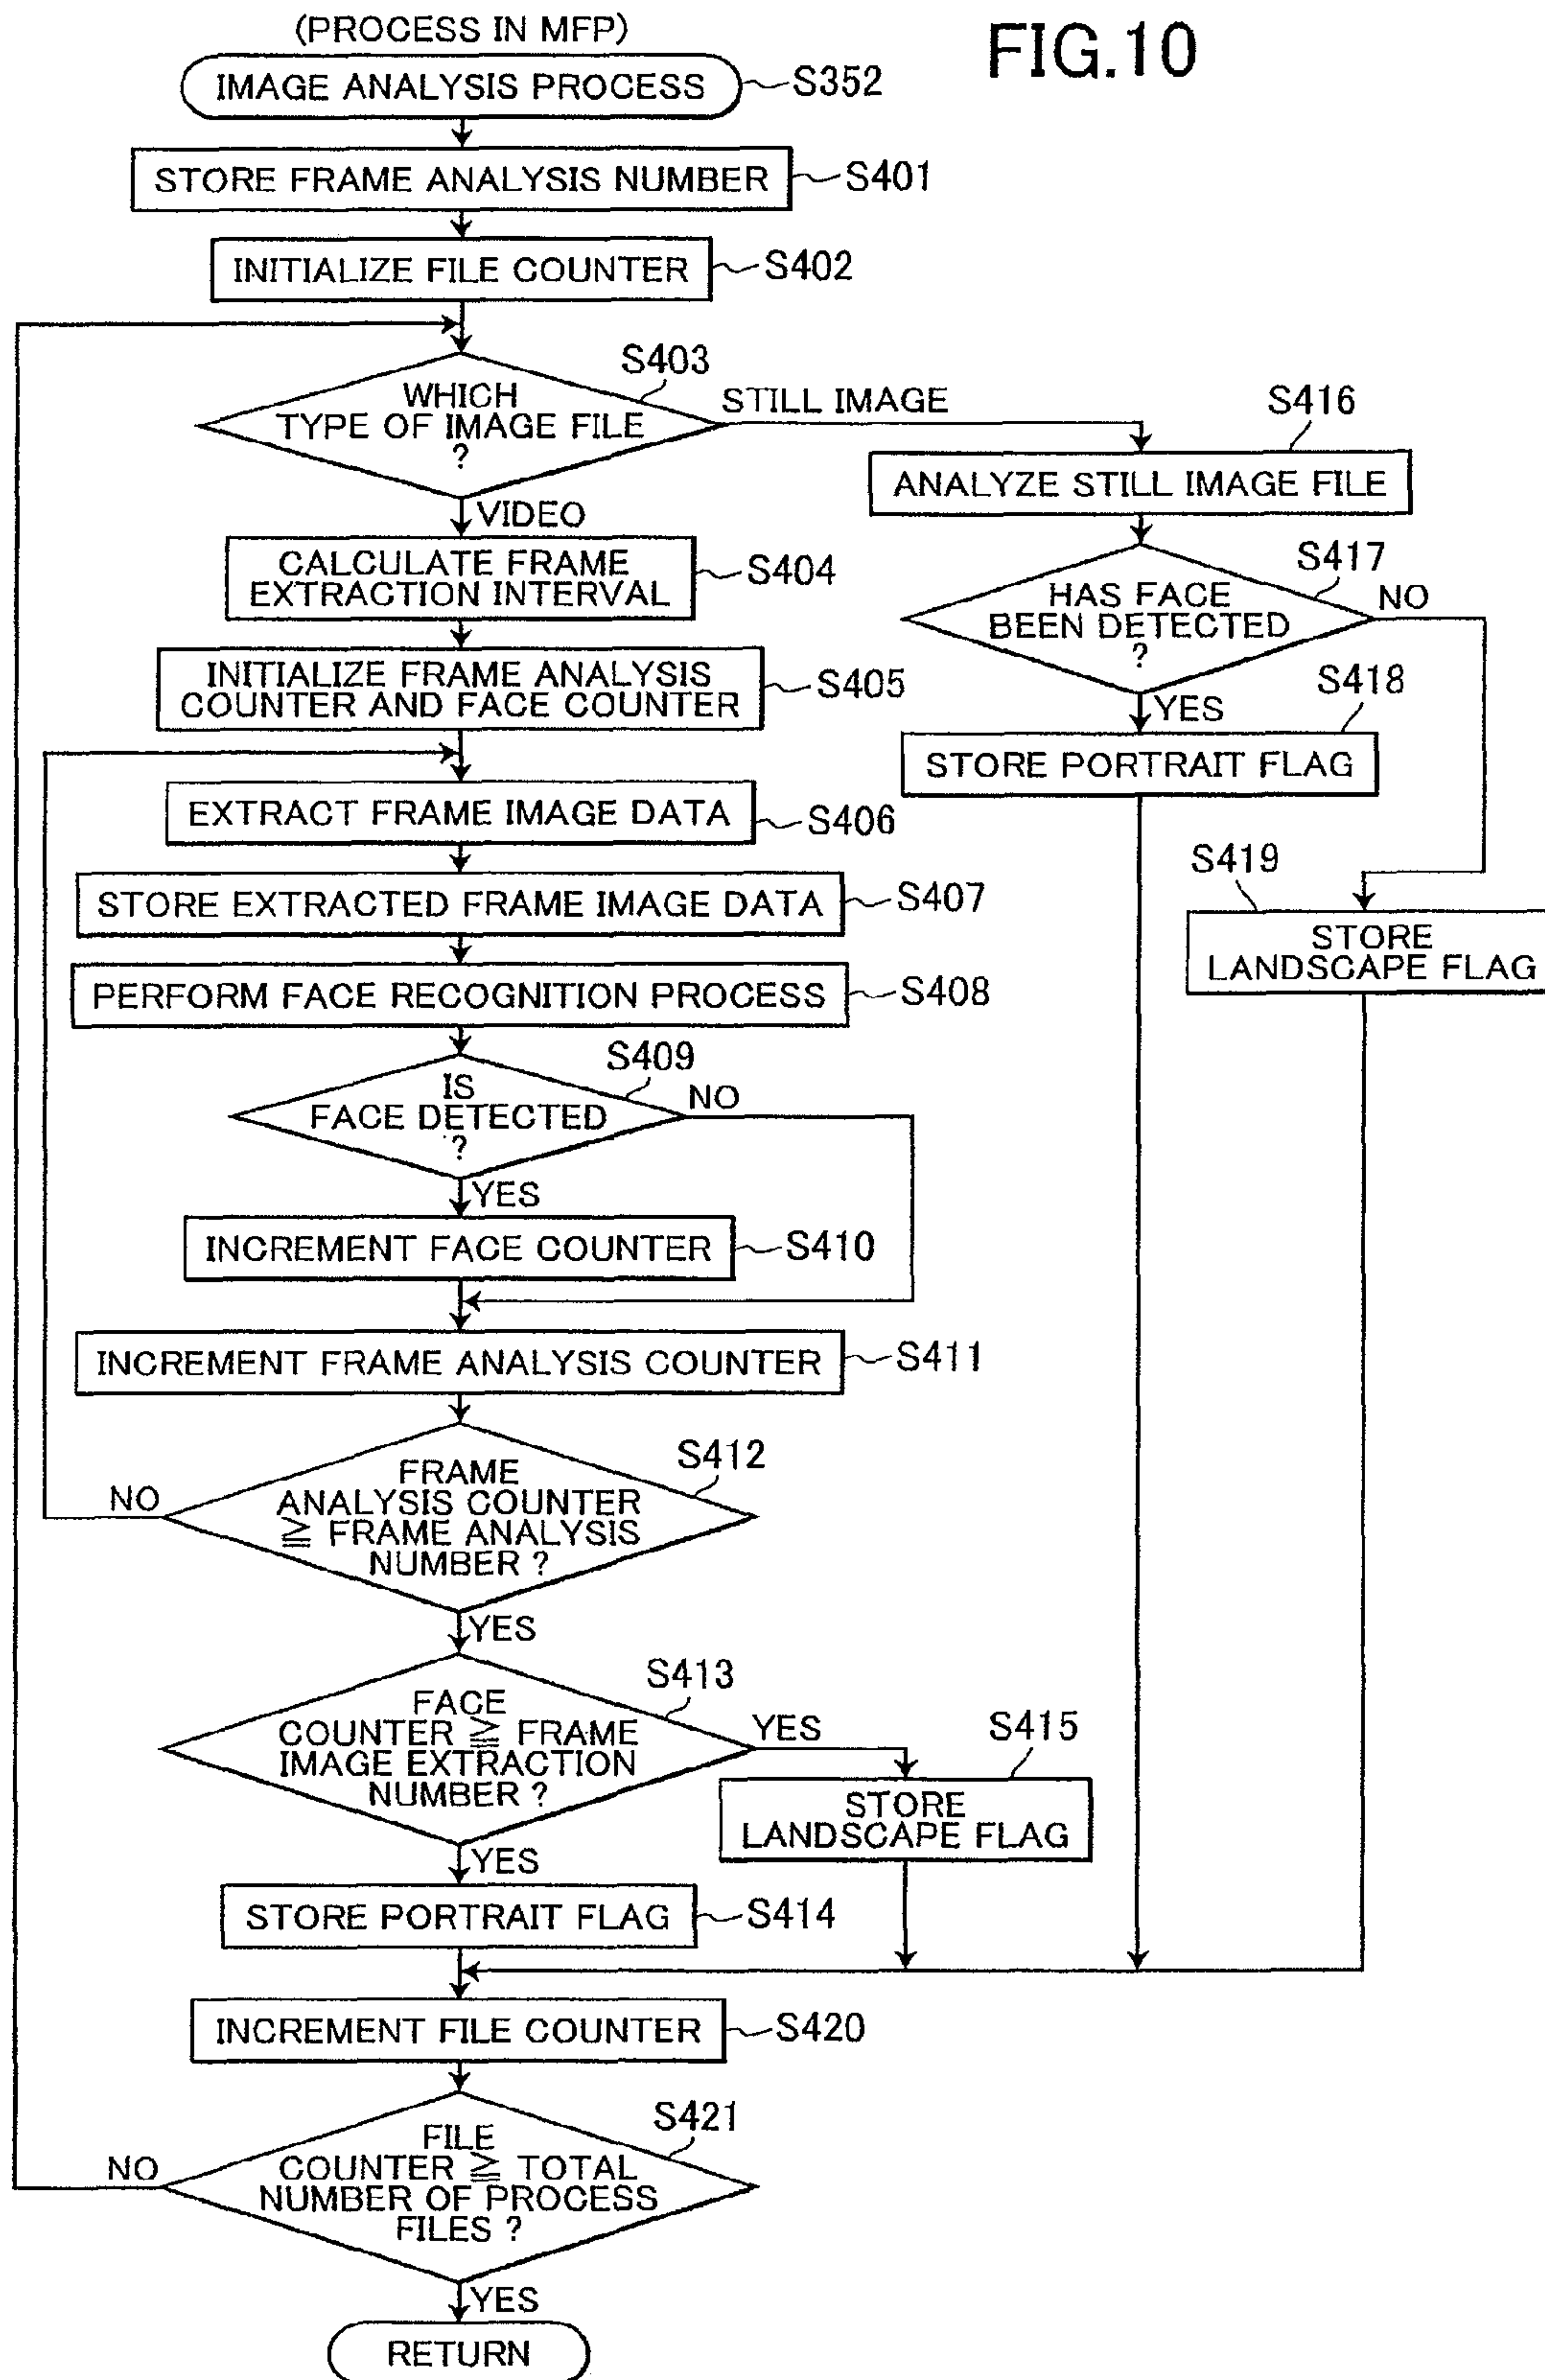 (PROCESS IN MFP)
FIG.10
IMAGE ANALYSIS PROCESS
S352
STORE FRAME ANALYSIS NUMBER
S401
INITIALIZE FILE COUNTER
S402
S403
WHICH
TYPE OF IMAGE FILE
?
STILL IMAGE
VIDEO
CALCULATE FRAME
EXTRACTION INTERVAL
S404
INITIALIZE FRAME ANALYSIS
COUNTER AND FACE COUNTER
S405
EXTRACT FRAME IMAGE DATA
S406
STORE EXTRACTED FRAME IMAGE DATA
S407
PERFORM FACE RECOGNITION PROCESS
S408
S409
IS
FACE DETECTED
?
NO
YES
INCREMENT FACE COUNTER
S410
INCREMENT FRAME ANALYSIS COUNTER
S411
S412
FRAME
ANALYSIS COUNTER
≧ FRAME ANALYSIS
NUMBER ?
NO
YES
S413
FACE
COUNTER ≧ FRAME
IMAGE EXTRACTION
NUMBER ?
YES
S415
STORE
LANDSCAPE FLAG
YES
STORE PORTRAIT FLAG
S414
S416
ANALYZE STILL IMAGE FILE
S417
HAS FACE
BEEN DETECTED
?
NO
YES
S418
STORE PORTRAIT FLAG
S419
STORE
LANDSCAPE FLAG
INCREMENT FILE COUNTER
S420
S421
FILE
COUNTER ≧ TOTAL
NUMBER OF PROCESS
FILES ?
NO
YES
RETURN